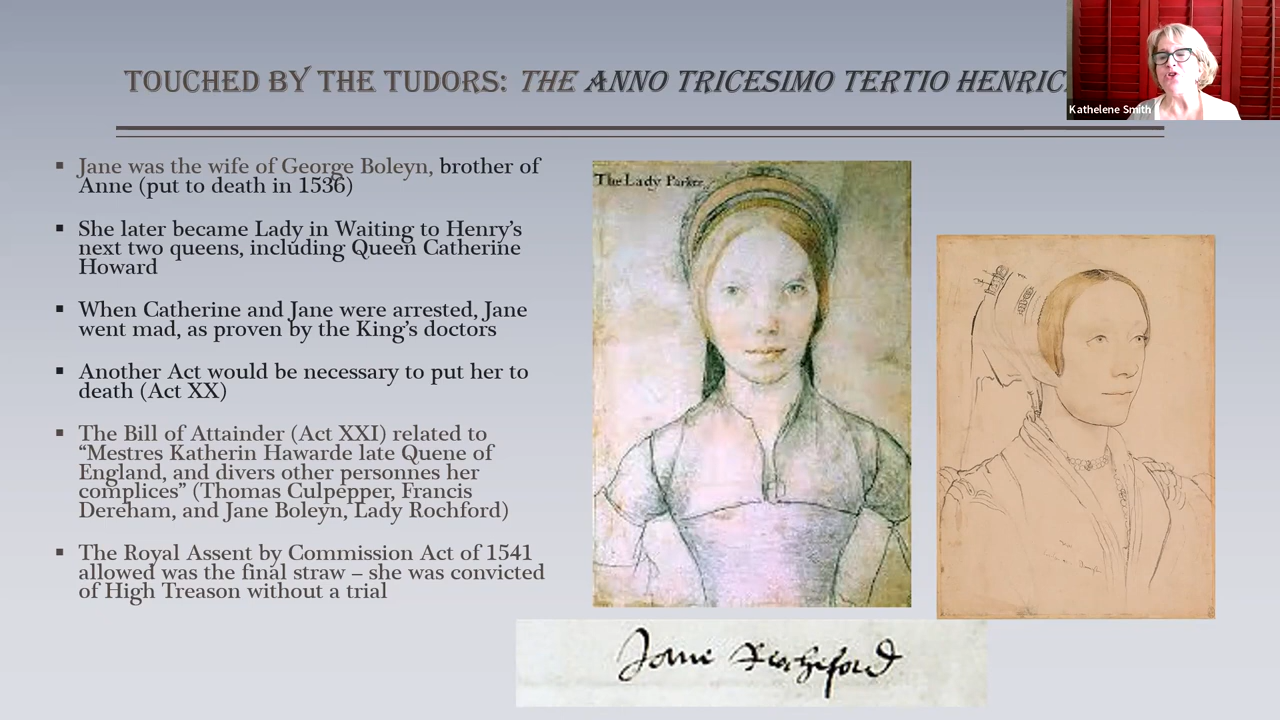 TOUCHED BY THE TUDORS: THE ANNO TRICESIMO TERTIO HENRIC
Kathelene Smith
▪ Jane was the wife of George Boleyn, brother of
Anne (put to death in 1536)
▪ She later became Lady in Waiting to Henry's
next two queens, including Queen Catherine
Howard
▪ When Catherine and Jane were arrested, Jane
went mad, as proven by the King's doctors
▪ Another Act would be necessary to put her to
death (Act XX)
▪ The Bill of Attainder (Act XXI) related to
“Mestres Katherin Hawarde late Quene of
England, and divers other personnes her
complices” (Thomas Culpepper, Francis
Dereham, and Jane Boleyn, Lady Rochford)
▪ The Royal Assent by Commission Act of 1541
allowed was the final straw – she was convicted
of High Treason without a trial
The Lady Parker
Jane Rocheford